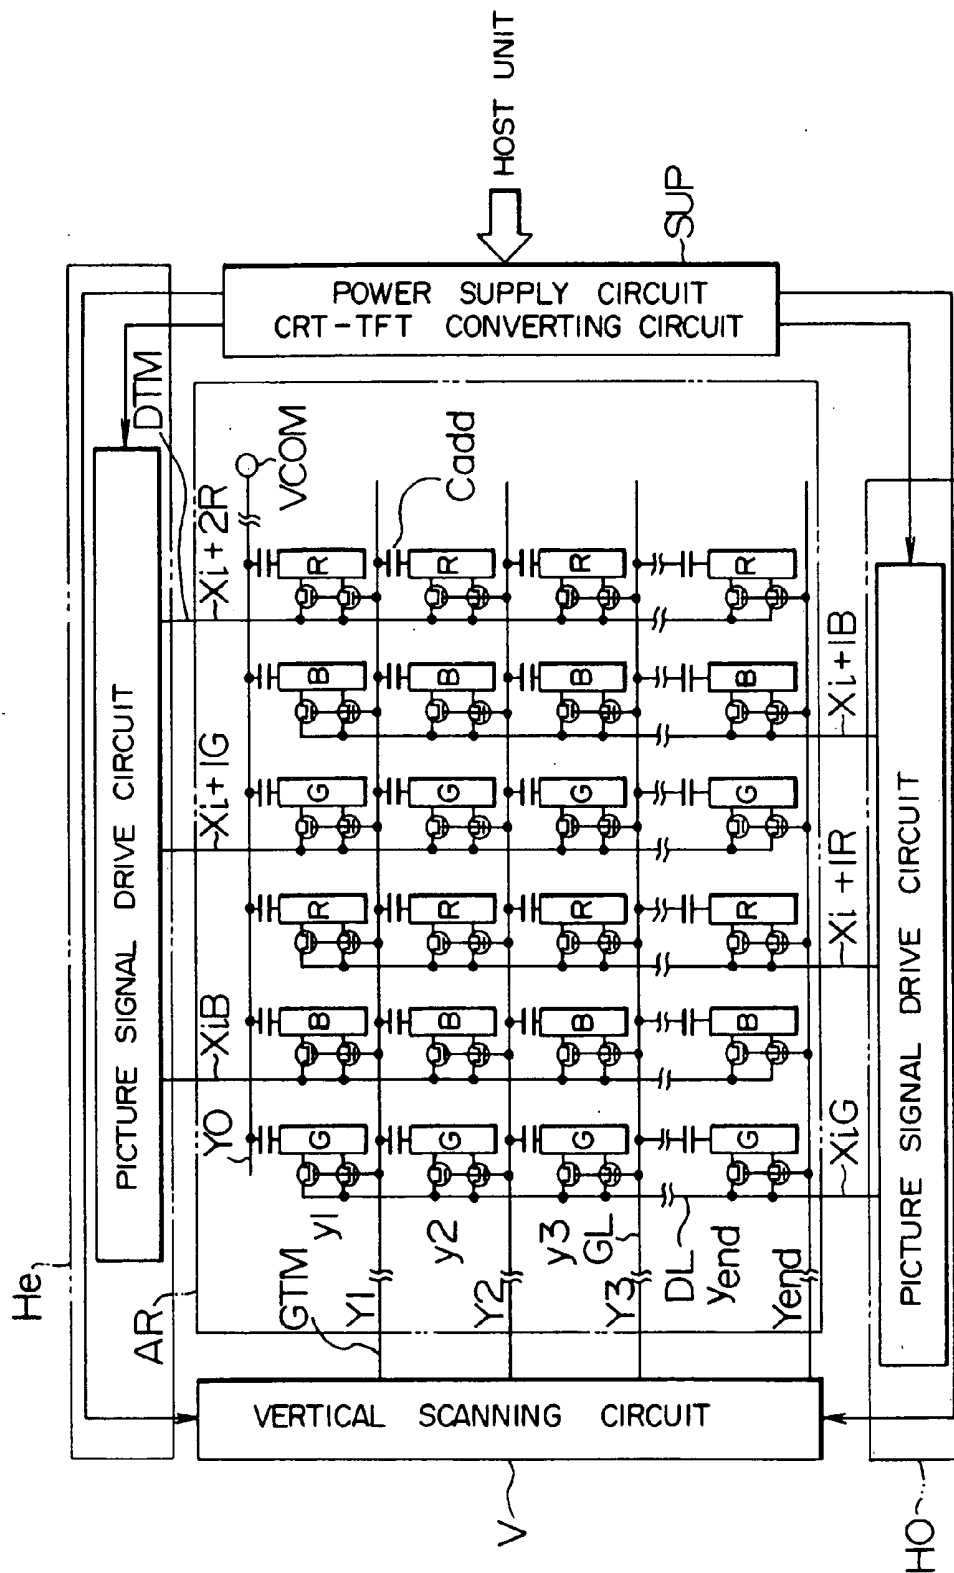 He
PICTURE SIGNAL DRIVE CIRCUIT
DTM
AR
YO
XiB
Xi+1G
Xi+2R
VCOM
GTM
y1
G
B
R
G
B
R
Y1
Cadd
y2
G
B
R
G
B
R
Y2
y3
G
B
R
G
B
R
GL
Y3
DL
yend
G
B
R
G
B
R
Yend
XiG
Xi+1R
Xi+1B
VERTICAL SCANNING CIRCUIT
V
POWER SUPPLY CIRCUIT
CRT-TFT CONVERTING CIRCUIT
SUP
HOST UNIT
PICTURE SIGNAL DRIVE CIRCUIT
HO